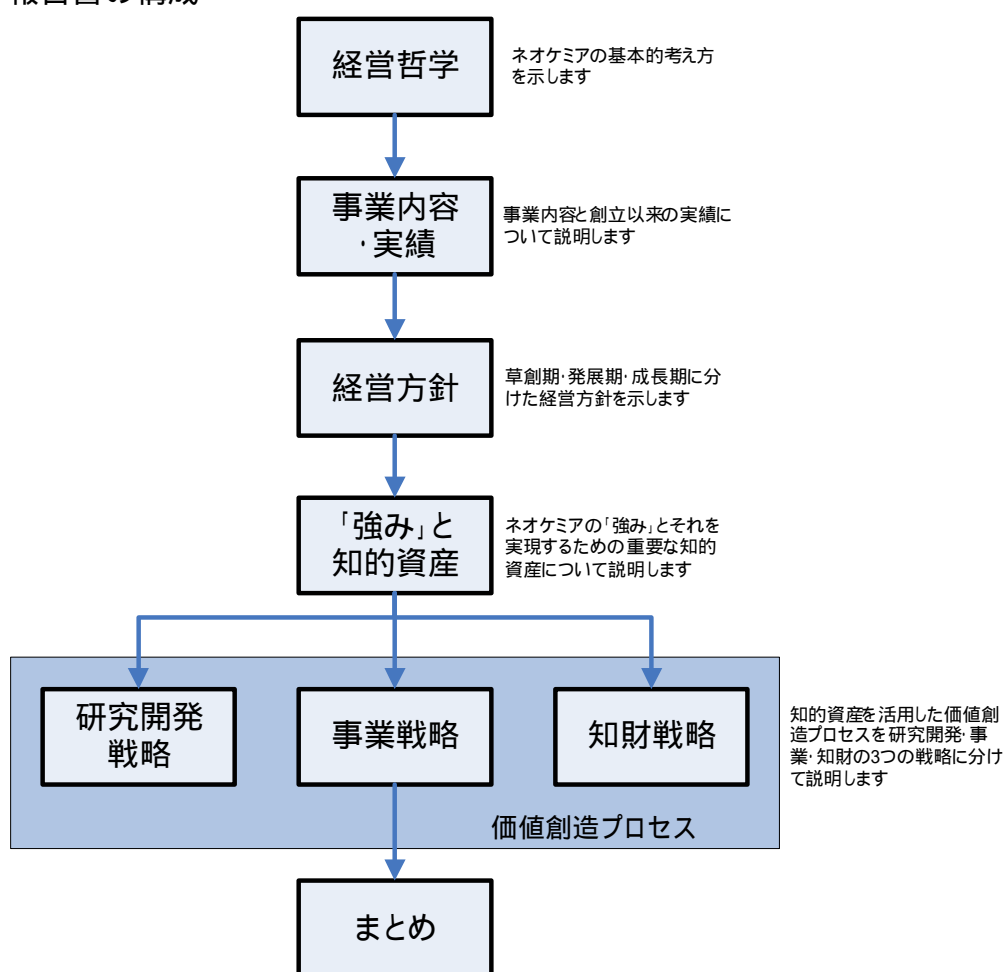 経営哲学
ネオケミアの基本的考え方
を示します
事業内容
・実績
事業内容と創立以来の実績に
ついて説明します
経営方針
草創期・発展期・成長期に分
けた経営方針を示します
「強み」と
知的資産
ネオケミアの「強み」とそれを
実現するための重要な知的
資産について説明します
研究開発
戦略
事業戦略
知財戦略
知的資産を活用した価値創
造プロセスを研究開発・事
業・知財の3つの戦略に分け
て説明します
価値創造プロセス
まとめ